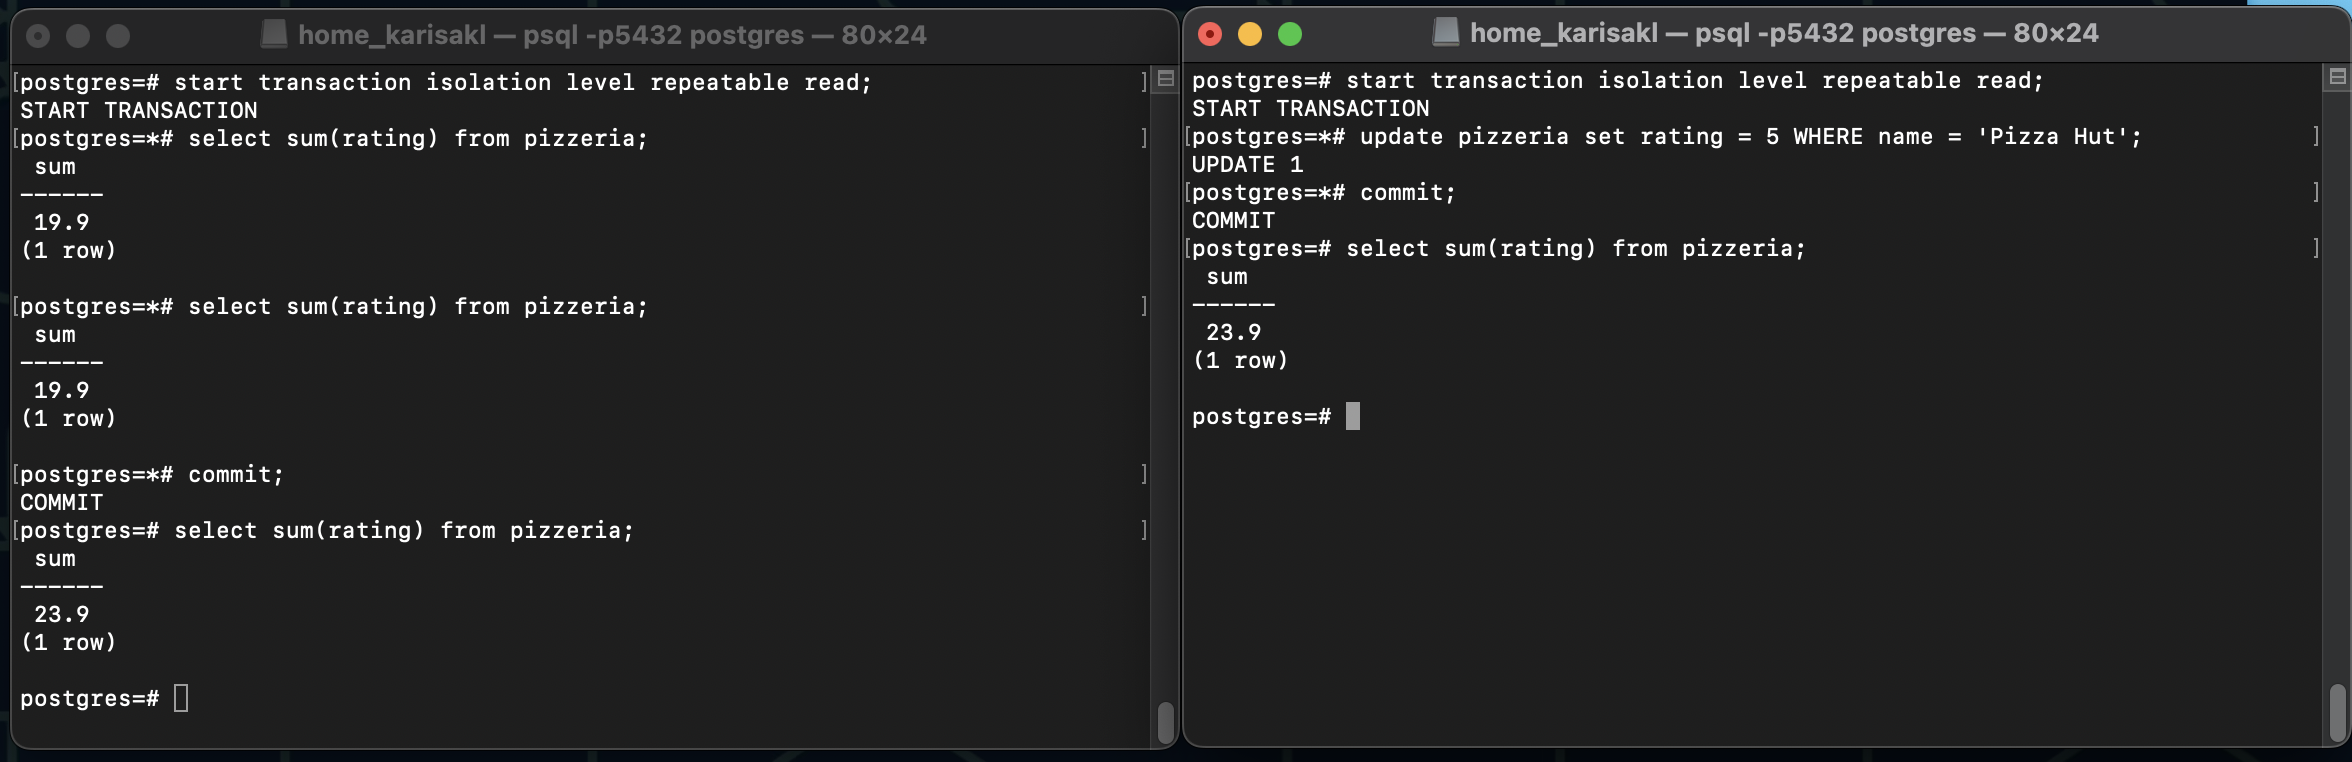 home_karisakl — psql -p5432 postgres — 80×24
[postgres=# start transaction isolation level repeatable read; ]
START TRANSACTION
[postgres=*# select sum(rating) from pizzeria; ]
sum
------
19.9
(1 row)
[postgres=*# select sum(rating) from pizzeria; ]
sum
------
19.9
(1 row)
[postgres=*# commit; ]
COMMIT
[postgres=# select sum(rating) from pizzeria; ]
sum
------
23.9
(1 row)
postgres=#
home_karisakl — psql -p5432 postgres — 80×24
postgres=# start transaction isolation level repeatable read;
START TRANSACTION
[postgres=*# update pizzeria set rating = 5 WHERE name = 'Pizza Hut'; ]
UPDATE 1
[postgres=*# commit; ]
COMMIT
[postgres=# select sum(rating) from pizzeria; ]
sum
------
23.9
(1 row)
postgres=#